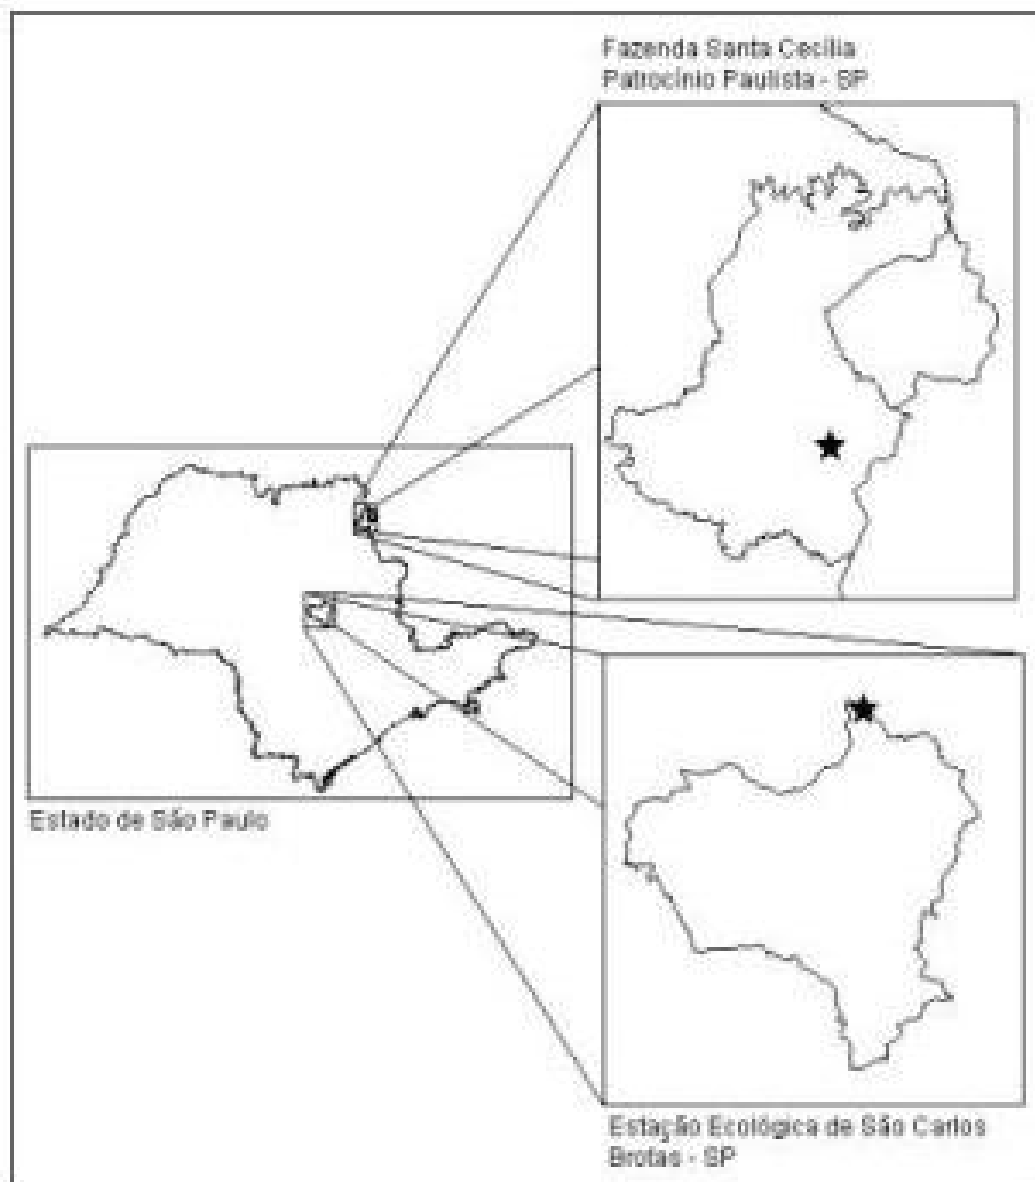 Fazenda Santa Cecília
Patrocínio Paulista - SP
Estado de São Paulo
Estação Ecológica de São Carlos
Brotas - SP